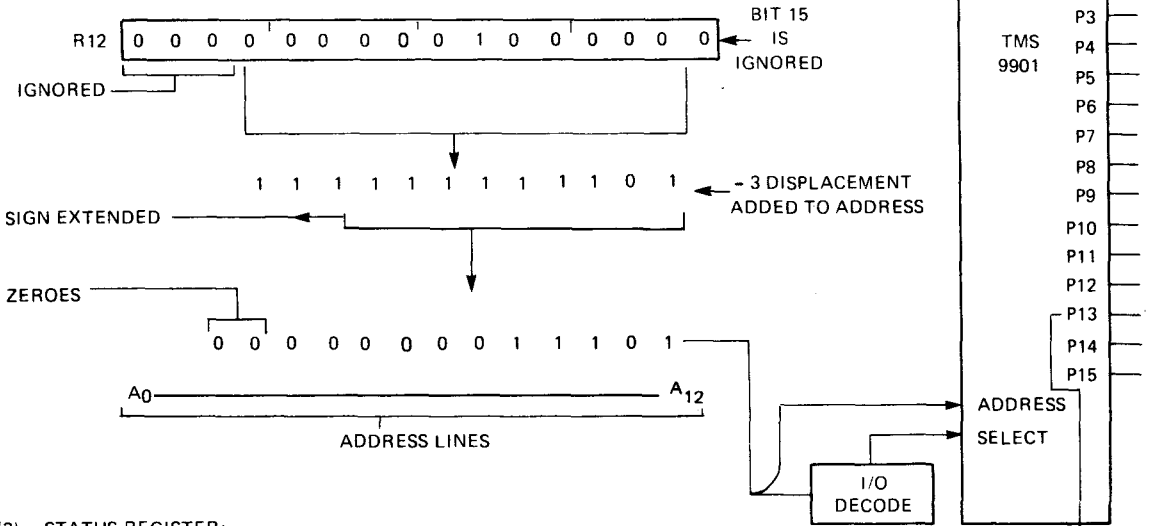 R12 0 0 0 0 0 0 0 0 0 1 0 0 0 0 0 0
BIT 15
IS
IGNORED
IGNORED
1 1 1 1 1 1 1 1 1 1 0 1
- 3 DISPLACEMENT
ADDED TO ADDRESS
SIGN EXTENDED
ZEROES
0 0 0 0 0 0 0 0 1 1 1 0 1
A0 A12
ADDRESS LINES
TMS
9901
P3
P4
P5
P6
P7
P8
P9
P10
P11
P12
P13
P14
P15
ADDRESS
SELECT
I/O
DECODE
STATUS REGISTER: